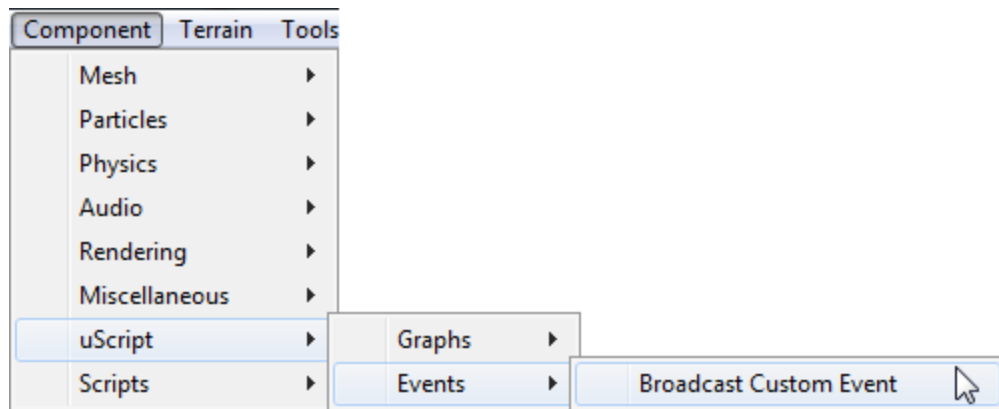 Component Terrain Tools
Mesh
Particles
Physics
Audio
Rendering
Miscellaneous
uScript
Graphs
Scripts
Events
Broadcast Custom Event